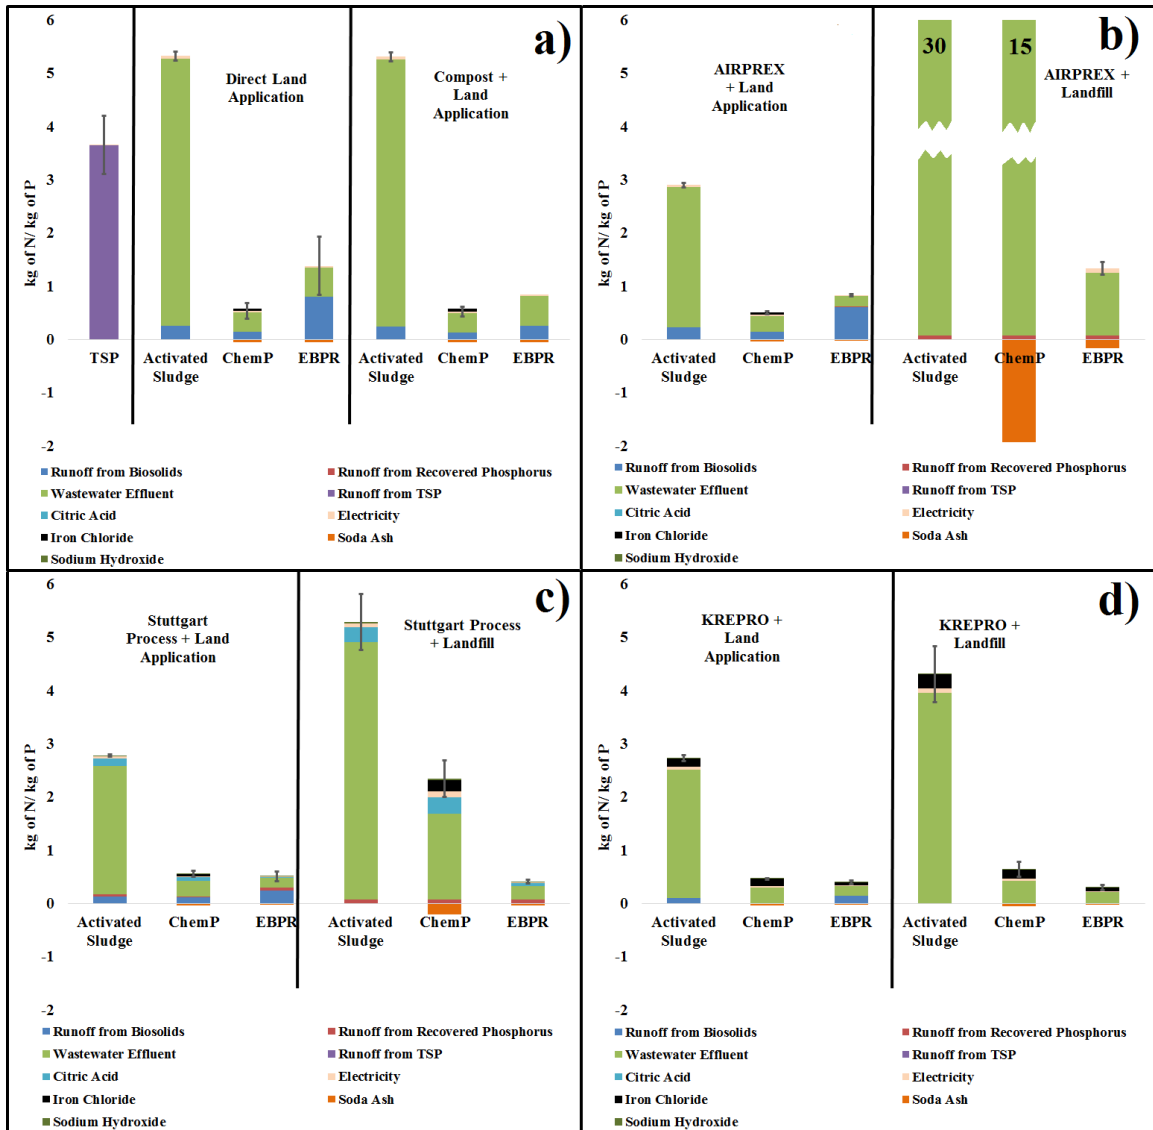 a)
6
5
4
3
2
1
0
-1
-2
kg of N/ kg of P
Direct Land
Application
Compost +
Land
Application
TSP
Activated
Sludge
ChemP
EBPR
Activated
Sludge
ChemP
EBPR
Runoff from Biosolids
Runoff from Recovered Phosphorus
Wastewater Effluent
Runoff from TSP
Citric Acid
Electricity
Iron Chloride
Soda Ash
Sodium Hydroxide
b)
6
5
4
3
2
1
0
-1
-2
kg of N/ kg of P
AIRPREX
+ Land
Application
30
15
AIRPREX +
Landfill
Activated
Sludge
ChemP
EBPR
Activated
Sludge
ChemP
EBPR
Runoff from Biosolids
Runoff from Recovered Phosphorus
Wastewater Effluent
Runoff from TSP
Citric Acid
Electricity
Iron Chloride
Soda Ash
Sodium Hydroxide
c)
6
5
4
3
2
1
0
-1
-2
kg of N/ kg of P
Stuttgart
Process + Land
Application
Stuttgart Process
+ Landfill
Activated
Sludge
ChemP
EBPR
Activated
Sludge
ChemP
EBPR
Runoff from Biosolids
Runoff from Recovered Phosphorus
Wastewater Effluent
Runoff from TSP
Citric Acid
Electricity
Iron Chloride
Soda Ash
Sodium Hydroxide
d)
6
5
4
3
2
1
0
-1
-2
kg of N/ kg of P
KREPRO +
Land
Application
KREPRO +
Landfill
Activated
Sludge
ChemP
EBPR
Activated
Sludge
ChemP
EBPR
Runoff from Biosolids
Runoff from Recovered Phosphorus
Wastewater Effluent
Runoff from TSP
Citric Acid
Electricity
Iron Chloride
Soda Ash
Sodium Hydroxide